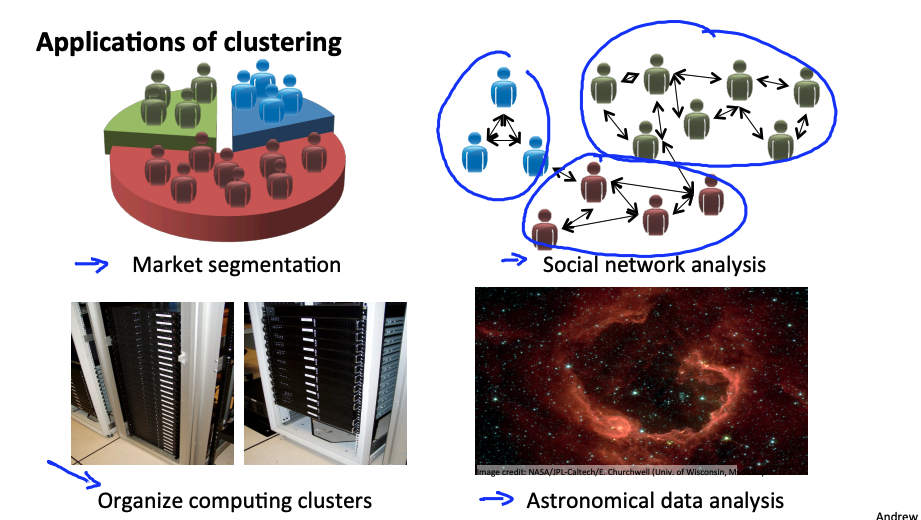 Applications of clustering
Market segmentation
Social network analysis
Image credit: NASA/JPL-Caltech/E. Churchwell (Univ. of Wisconsin,
Organize computing clusters
Astronomical data analysis
Andrew